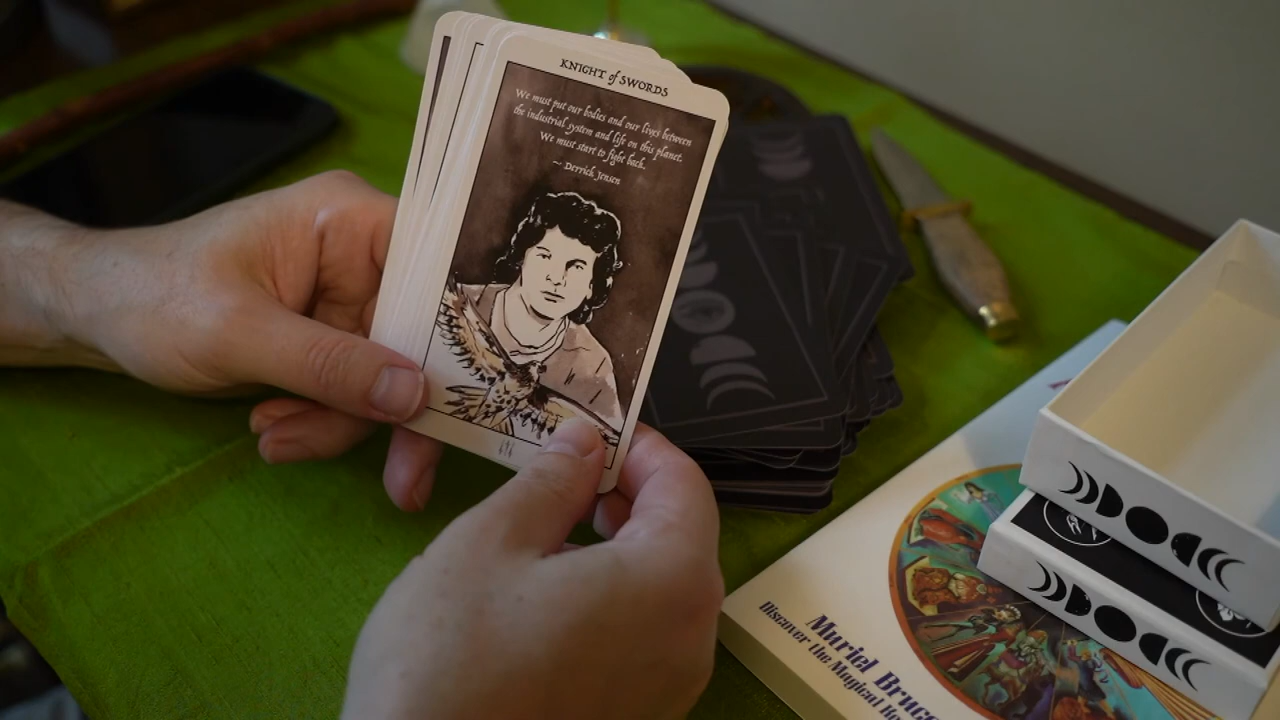 KNIGHT of SWORDS
We must put our bodies and our lives between
the industrial system and life on this planet.
We must start to fight back.
~ Derrick Jensen
Muriel Bruce
Discover the Magical